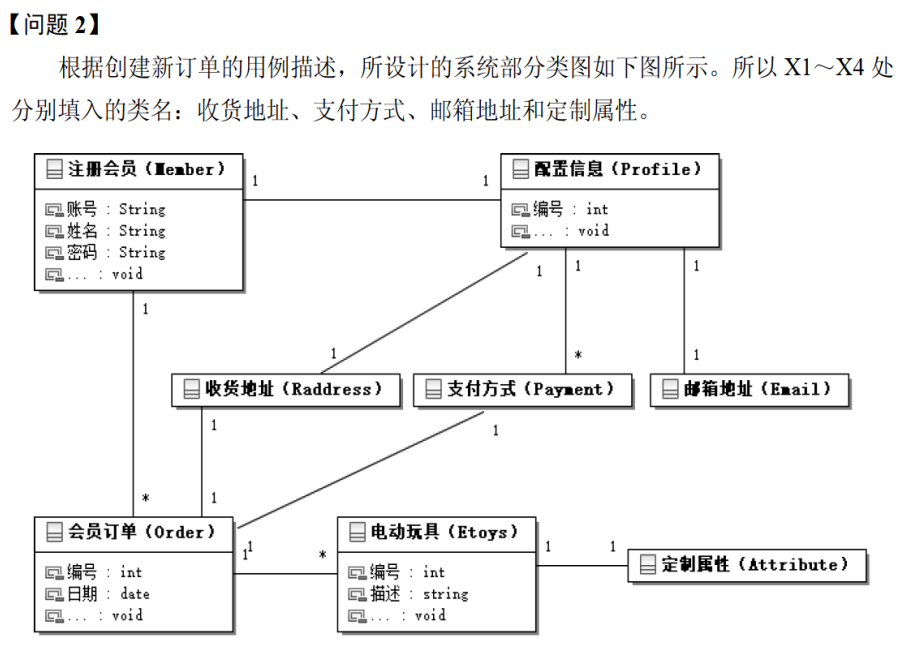 【问题 2】
根据创建新订单的用例描述，所设计的系统部分类图如下图所示。所以 X1～X4 处
分别填入的类名：收货地址、支付方式、邮箱地址和定制属性。
注册会员（Member）
账号 : String
姓名 : String
密码 : String
... : void
1
1
配置信息（Profile）
编号 : int
... : void
1
1
1
1
1
*
1
收货地址（Raddress）
支付方式（Payment）
邮箱地址（Email）
1
1
*
1
会员订单（Order）
编号 : int
日期 : date
... : void
1
1
*
电动玩具（Etoys）
编号 : int
描述 : string
... : void
1
1
定制属性（Attribute）